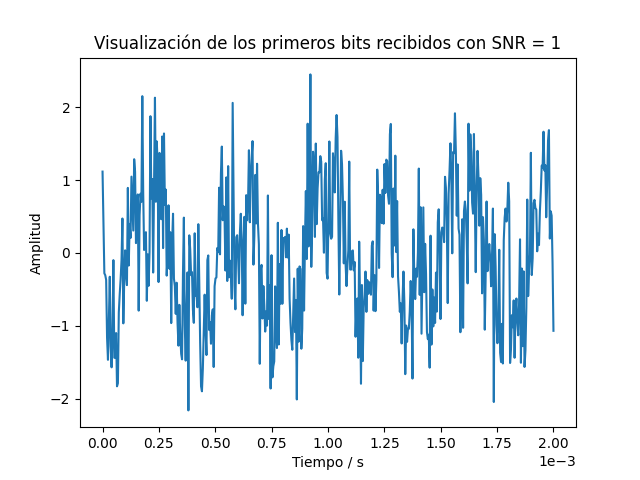 Visualización de los primeros bits recibidos con SNR = 1
Amplitud
2
1
0
−1
−2
0.00 0.25 0.50 0.75 1.00 1.25 1.50 1.75 2.00
1e−3
Tiempo / s